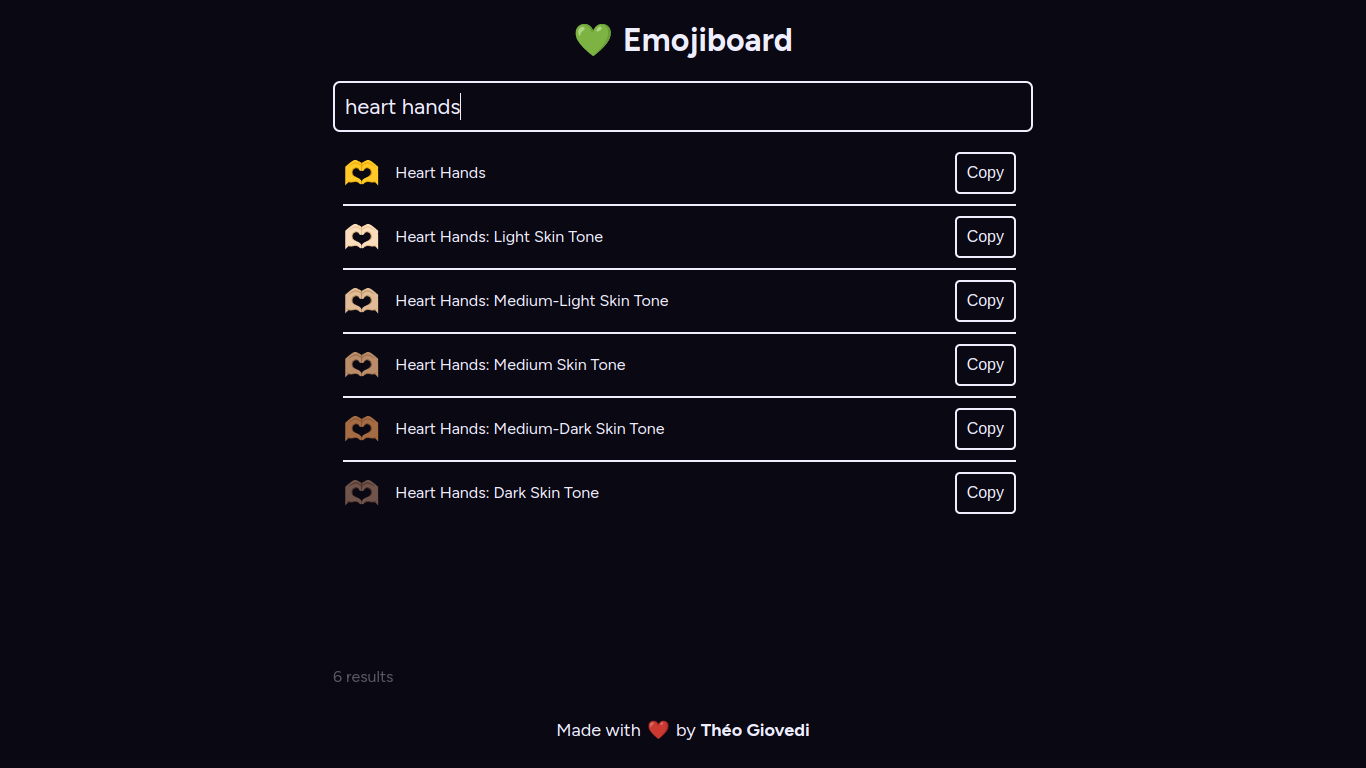 💚 Emojiboard
heart hands
🫶 Heart Hands Copy
🫶🏻 Heart Hands: Light Skin Tone Copy
🫶🏼 Heart Hands: Medium-Light Skin Tone Copy
🫶🏽 Heart Hands: Medium Skin Tone Copy
🫶🏾 Heart Hands: Medium-Dark Skin Tone Copy
🫶🏿 Heart Hands: Dark Skin Tone Copy
6 results
Made with ❤️ by Théo Giovedi